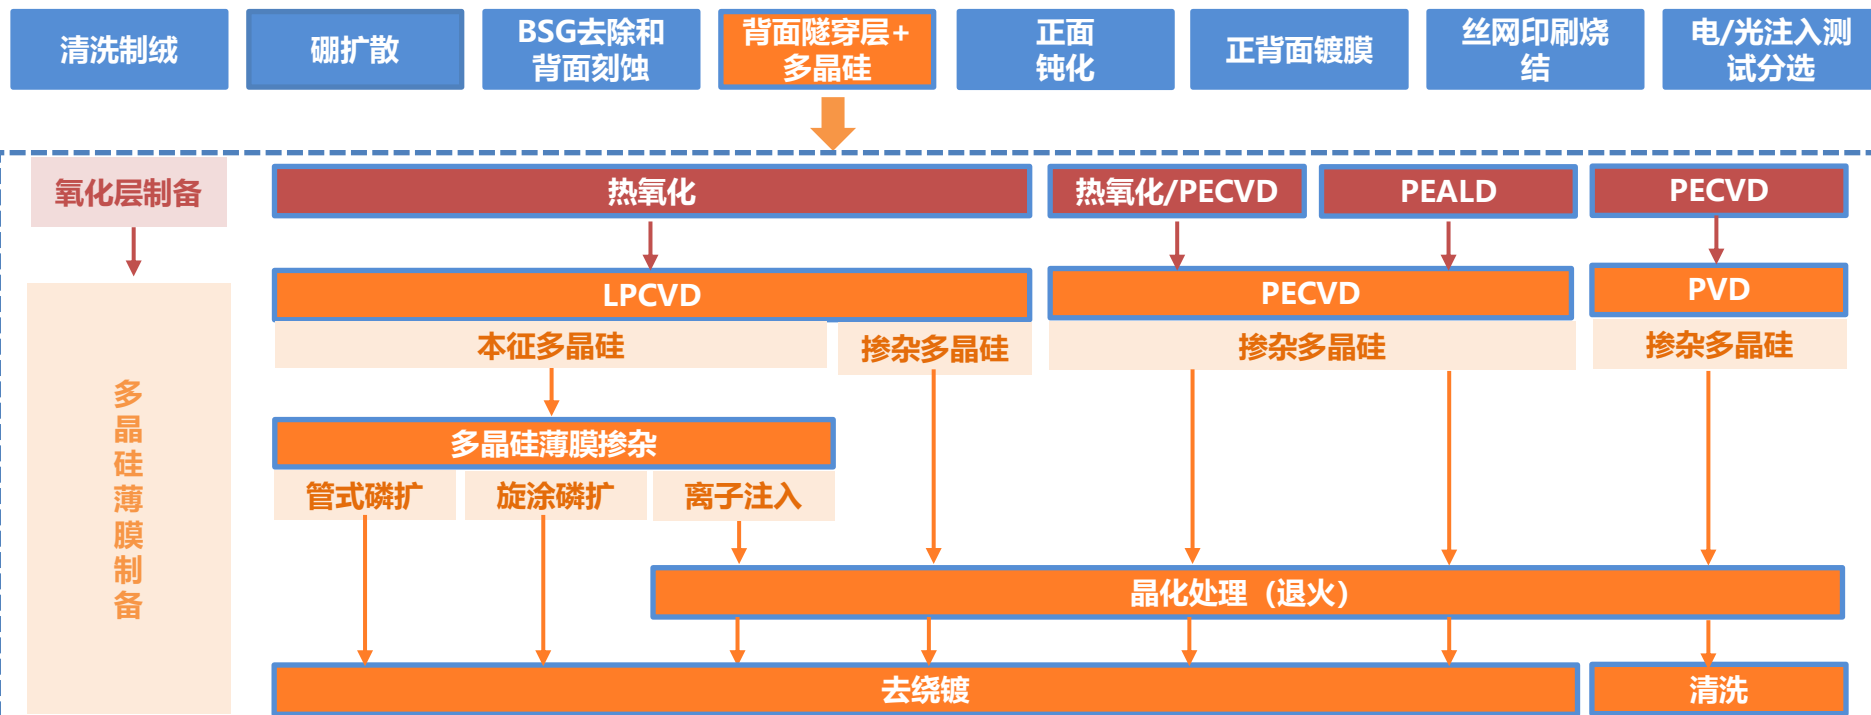 清洗制绒
硼扩散
BSG去除和
背面刻蚀
背面隧穿层+
多晶硅
正面
钝化
正背面镀膜
丝网印刷烧
结
电/光注入测
试分选
氧化层制备
热氧化
热氧化/PECVD
PEALD
PECVD
LPCVD
PECVD
PVD
本征多晶硅
掺杂多晶硅
掺杂多晶硅
掺杂多晶硅
多晶硅薄膜制备
多晶硅薄膜掺杂
管式磷扩
旋涂磷扩
离子注入
晶化处理（退火）
去绕镀
清洗